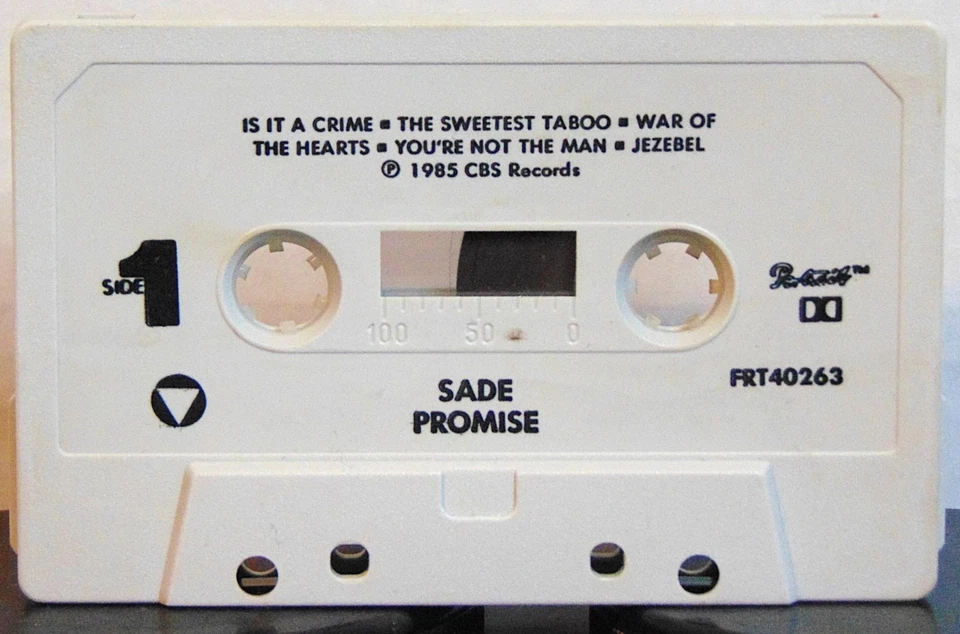 IS IT A CRIME ▪ THE SWEETEST TABOO ▪ WAR OF
THE HEARTS ▪ YOU'RE NOT THE MAN ▪ JEZEBEL
℗ 1985 CBS Records
SIDE 1
100 50 0
Portrait™
FRT40263
SADE
PROMISE